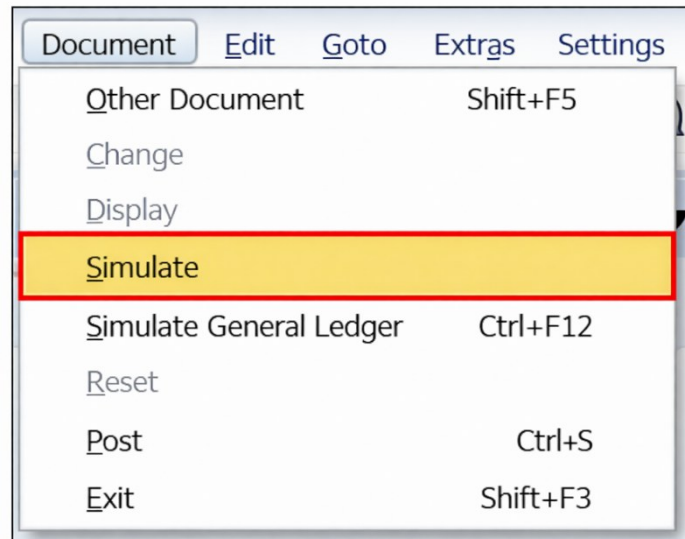 Document Edit Goto Extras Settings
Other Document Shift+F5
Change
Display
Simulate
Simulate General Ledger Ctrl+F12
Reset
Post Ctrl+S
Exit Shift+F3